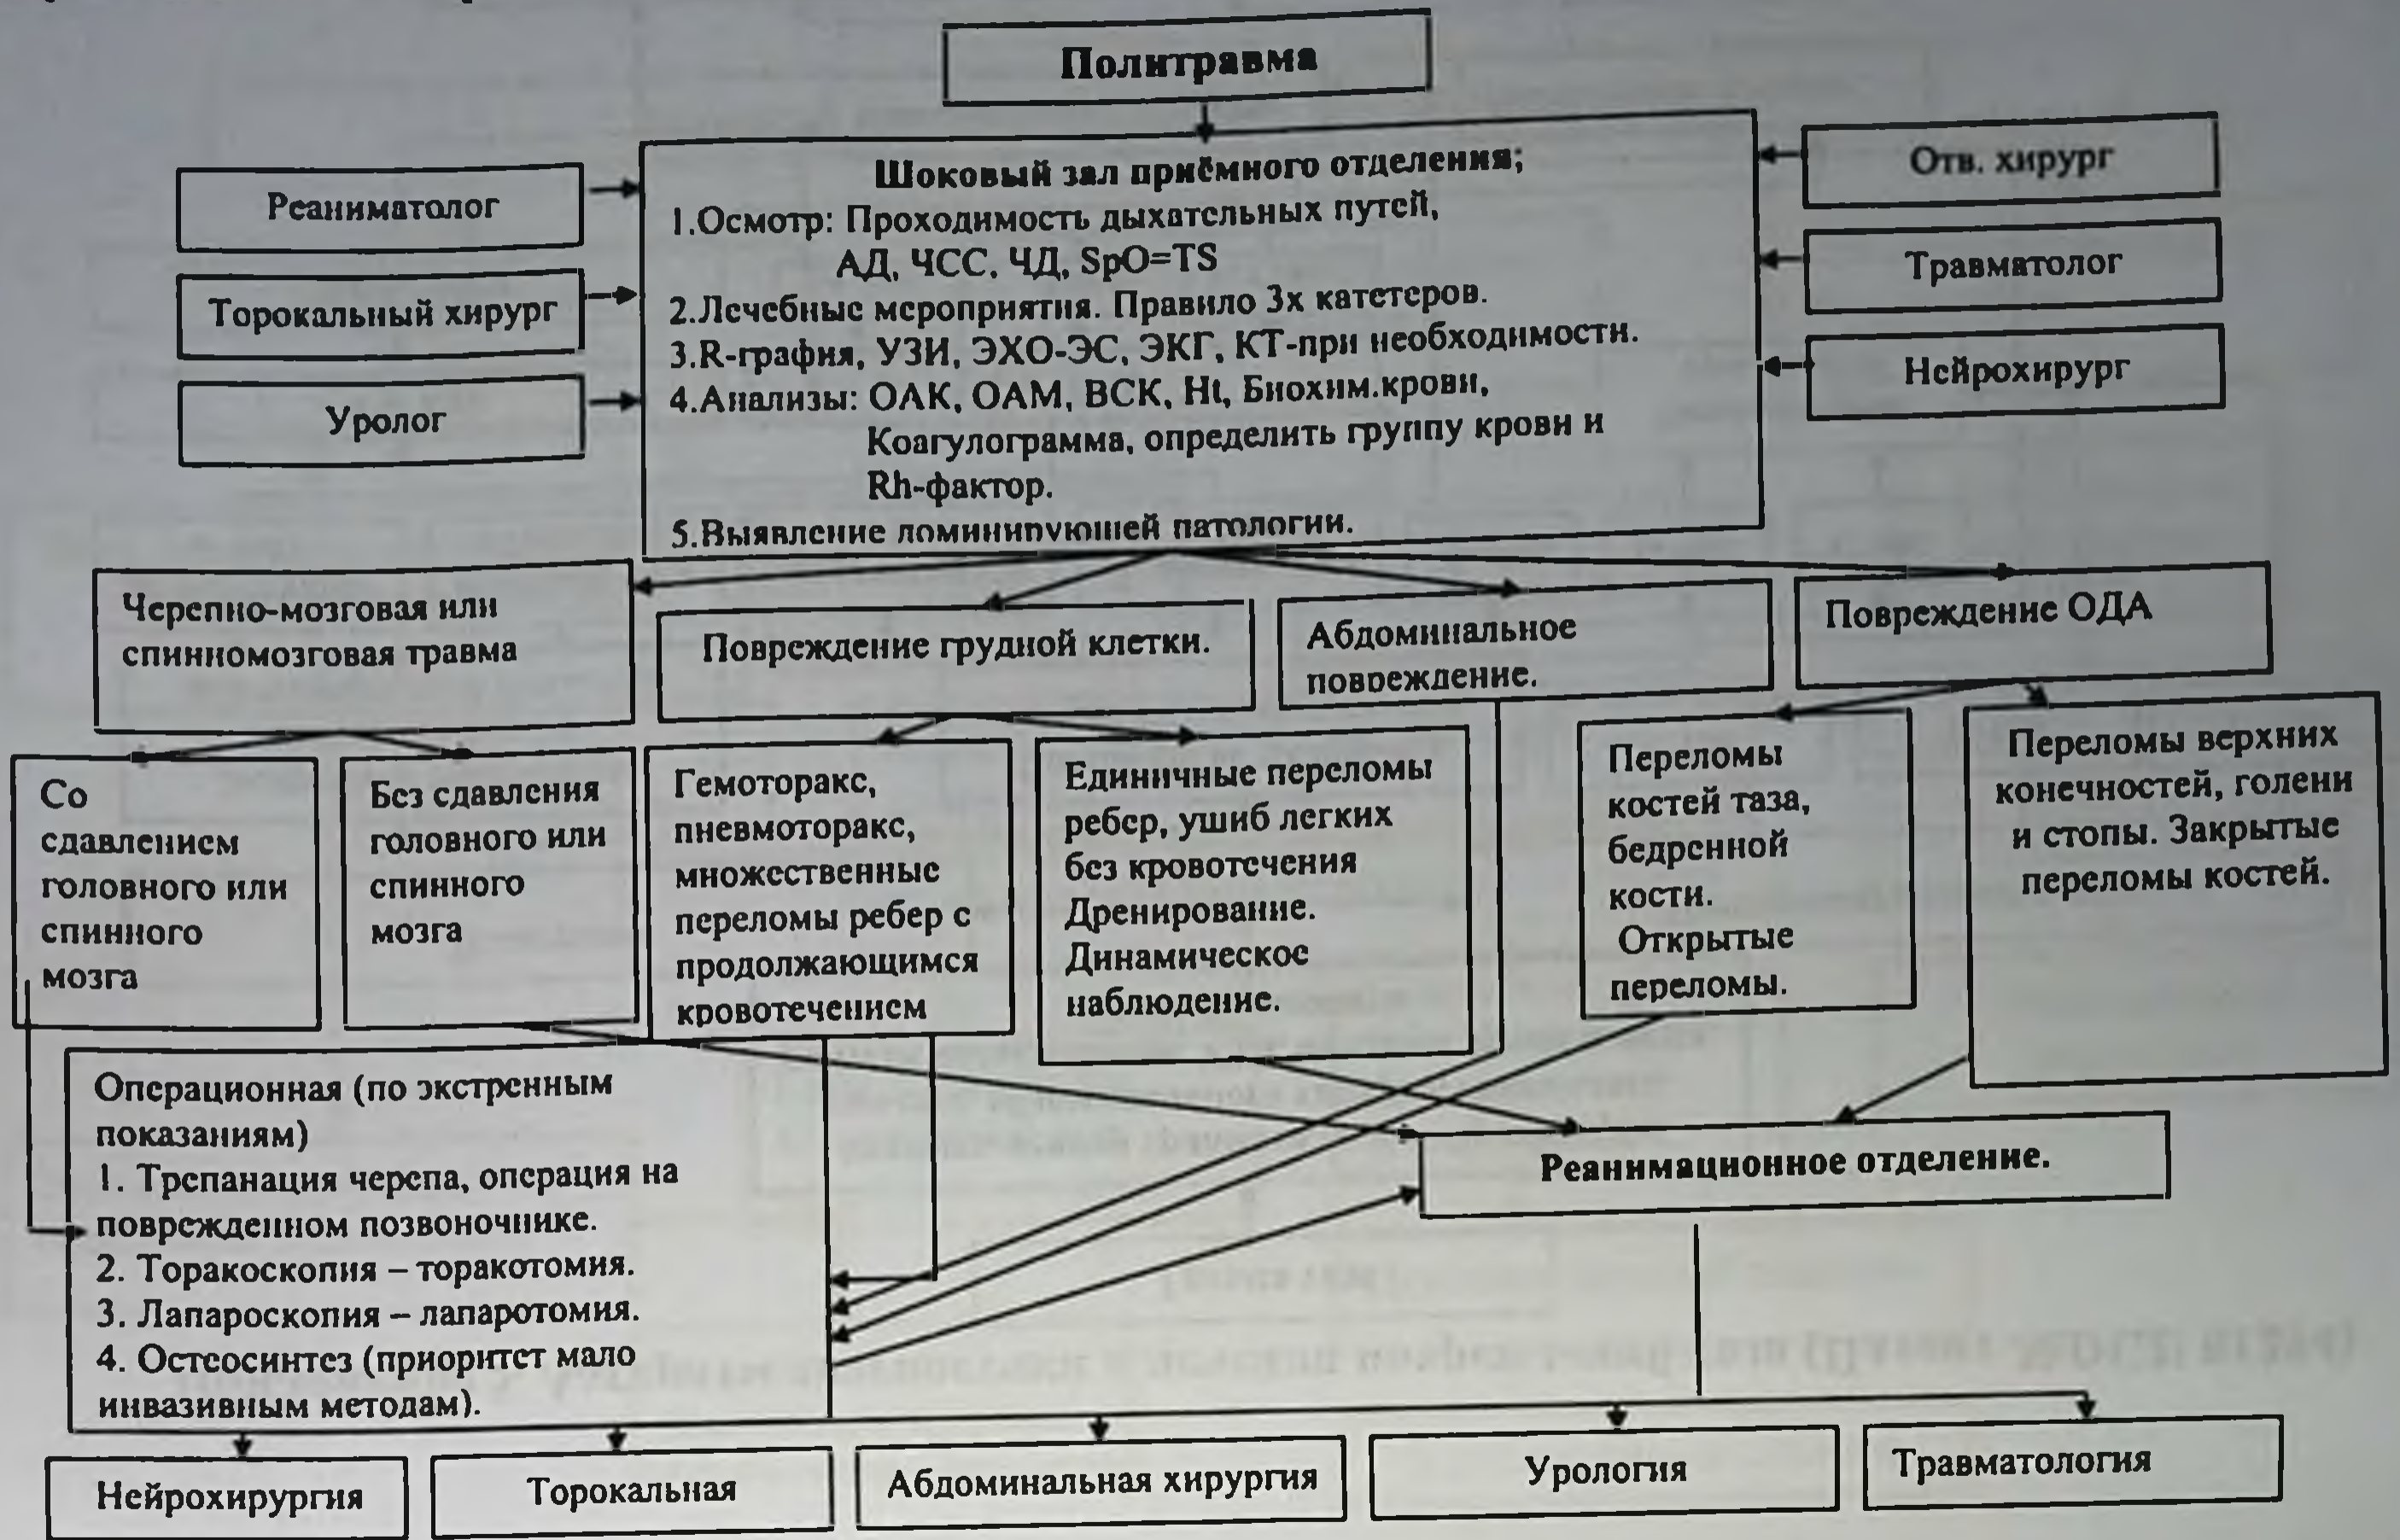 Политравма
Шоковый зал приёмного отделения;
1.Осмотр: Проходимость дыхательных путей,
АД, ЧСС, ЧД, SpO=TS
2.Лечебные мероприятия. Правило 3х катетеров.
3.R-графия, УЗИ, ЭХО-ЭС, ЭКГ, КТ-при необходимости.
4.Анализы: ОАК, ОАМ, ВСК, Ht, Биохим.крови,
Коагулограмма, определить группу крови и
Rh-фактор.
5.Выявление доминирующей патологии.
Реаниматолог
Торокальный хирург
Уролог
Отв. хирург
Травматолог
Нейрохирург
Черепно-мозговая или
спинномозговая травма
Повреждение грудной клетки.
Абдоминальное
повреждение.
Повреждение ОДА
Со
сдавлением
головного или
спинного
мозга
Без сдавления
головного или
спинного
мозга
Гемоторакс,
пневмоторакс,
множественные
переломы ребер с
продолжающимся
кровотечением
Единичные переломы
ребер, ушиб легких
без кровотечения
Дренирование.
Динамическое
наблюдение.
Переломы
костей таза,
бедренной
кости.
Открытые
переломы.
Переломы верхних
конечностей, голени
и стопы. Закрытые
переломы костей.
Операционная (по экстренным
показаниям)
1. Трепанация черепа, операция на
поврежденном позвоночнике.
2. Торакоскопия – торакотомия.
3. Лапароскопия – лапаротомия.
4. Остеосинтез (приоритет мало
инвазивным методам).
Реанимационное отделение.
Нейрохирургия
Торокальная
Абдоминальная хирургия
Урология
Травматология